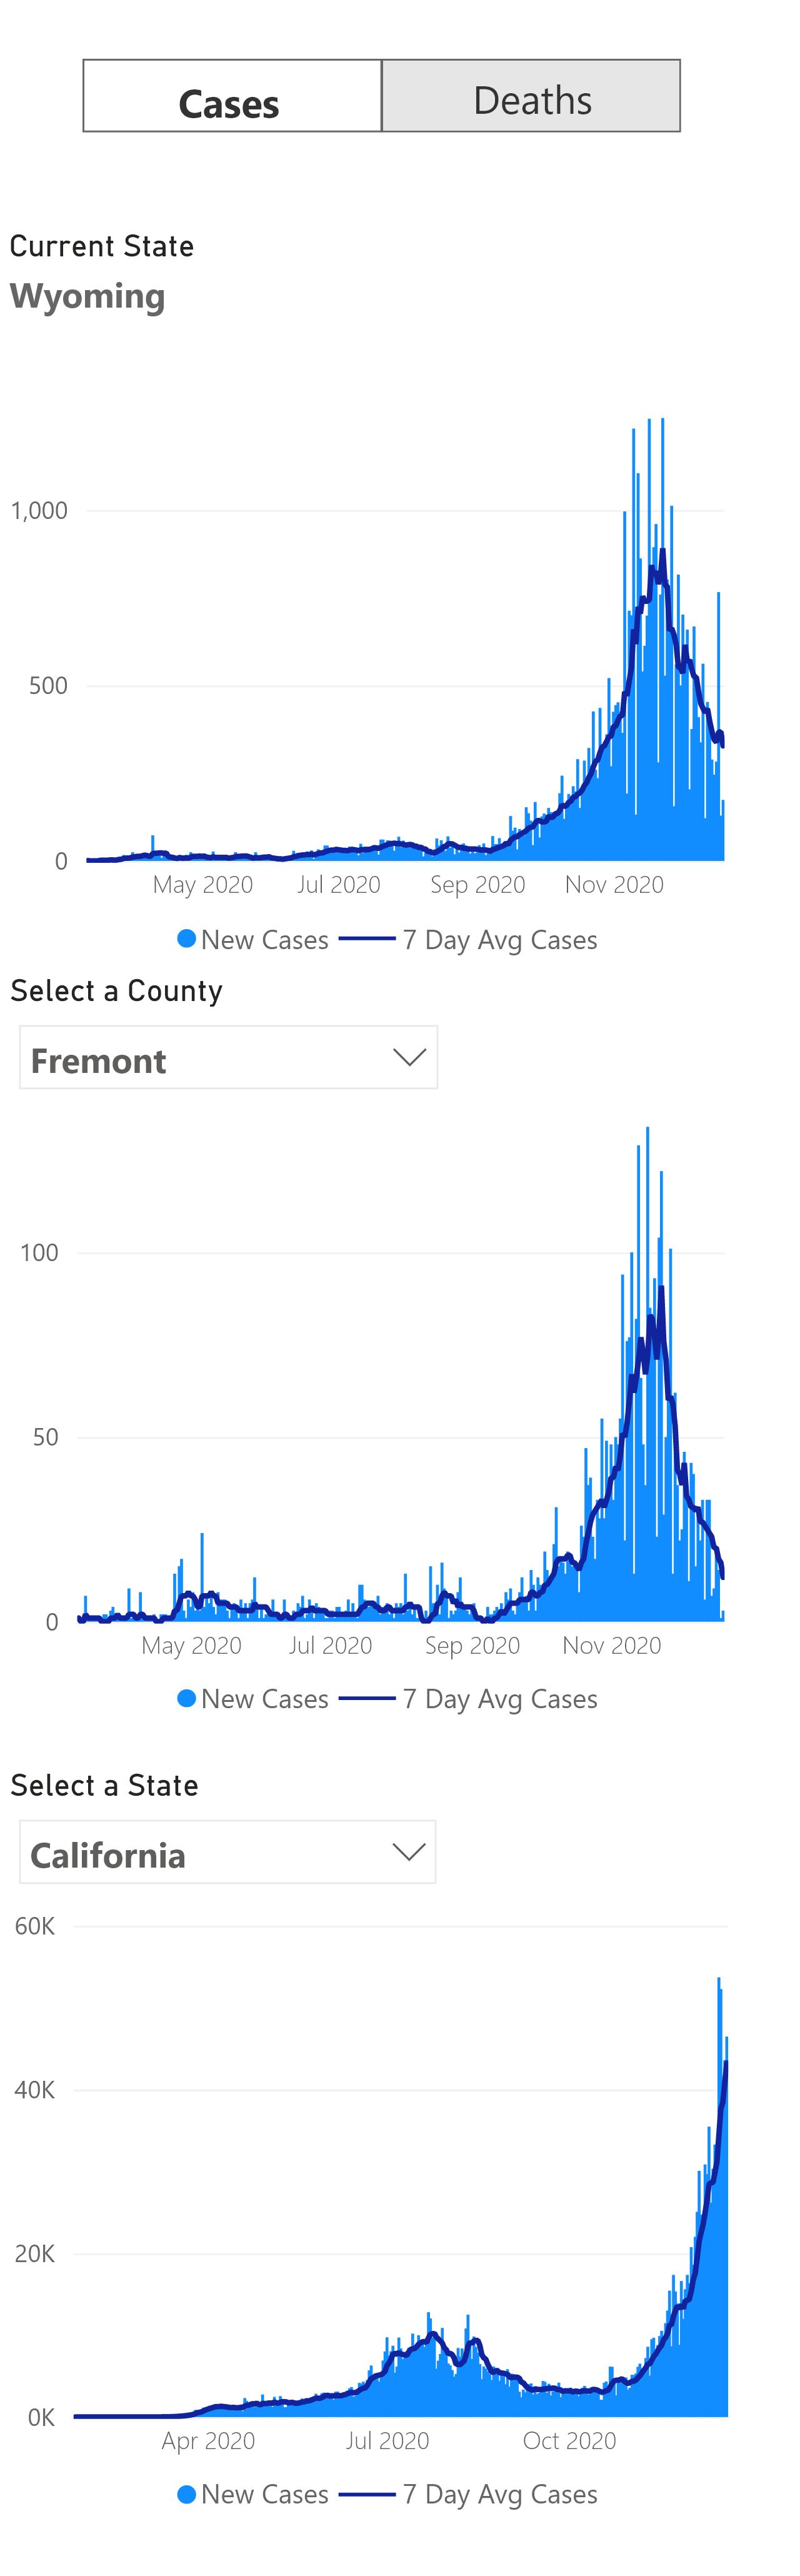 Cases Deaths
Current State
Wyoming
1,000
500
0
May 2020 Jul 2020 Sep 2020 Nov 2020
New Cases 7 Day Avg Cases
Select a County
Fremont
100
50
0
May 2020 Jul 2020 Sep 2020 Nov 2020
New Cases 7 Day Avg Cases
Select a State
California
60K
40K
20K
0K
Apr 2020 Jul 2020 Oct 2020
New Cases 7 Day Avg Cases